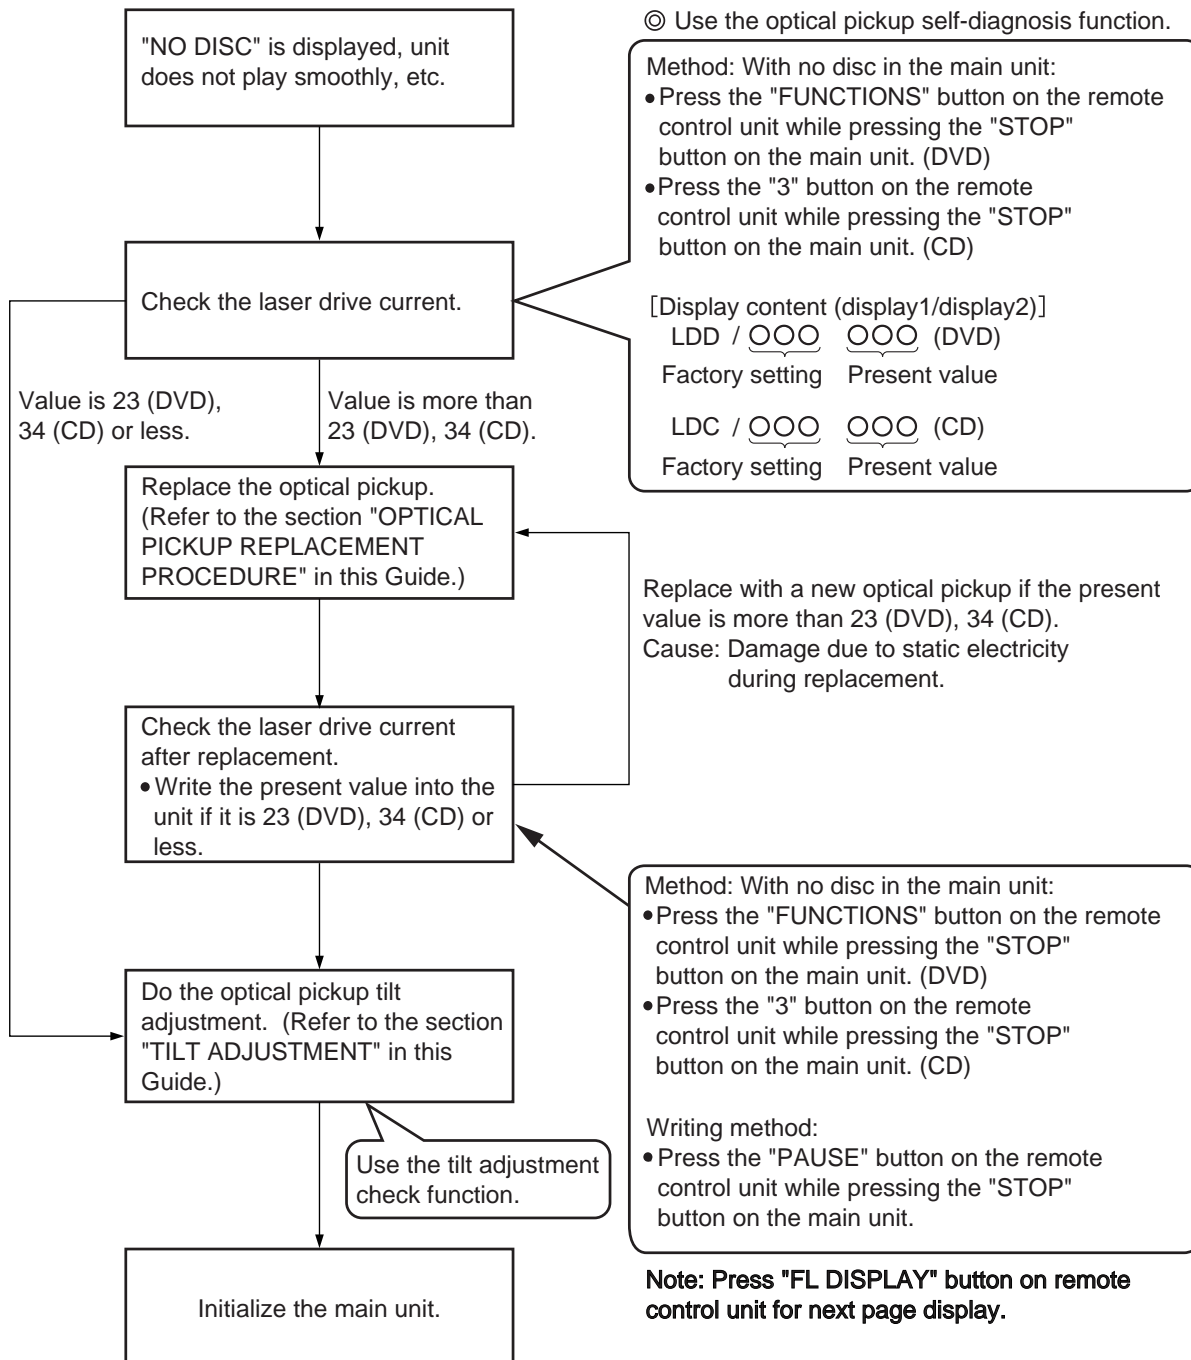 "NO DISC" is displayed, unit
does not play smoothly, etc.
◎ Use the optical pickup self-diagnosis function.
Method: With no disc in the main unit:
•Press the "FUNCTIONS" button on the remote
control unit while pressing the "STOP"
button on the main unit. (DVD)
•Press the "3" button on the remote
control unit while pressing the "STOP"
button on the main unit. (CD)
[Display content (display1/display2)]
LDD / ○○○ ○○○ (DVD)
Factory setting Present value
LDC / ○○○ ○○○ (CD)
Factory setting Present value
Check the laser drive current.
Value is 23 (DVD),
34 (CD) or less.
Value is more than
23 (DVD), 34 (CD).
Replace the optical pickup.
(Refer to the section "OPTICAL
PICKUP REPLACEMENT
PROCEDURE" in this Guide.)
Replace with a new optical pickup if the present
value is more than 23 (DVD), 34 (CD).
Cause: Damage due to static electricity
during replacement.
Check the laser drive current
after replacement.
•Write the present value into the
unit if it is 23 (DVD), 34 (CD) or
less.
Method: With no disc in the main unit:
•Press the "FUNCTIONS" button on the remote
control unit while pressing the "STOP"
button on the main unit. (DVD)
•Press the "3" button on the remote
control unit while pressing the "STOP"
button on the main unit. (CD)
Writing method:
•Press the "PAUSE" button on the remote
control unit while pressing the "STOP"
button on the main unit.
Do the optical pickup tilt
adjustment. (Refer to the section
"TILT ADJUSTMENT" in this
Guide.)
Use the tilt adjustment
check function.
Note: Press "FL DISPLAY" button on remote
control unit for next page display.
Initialize the main unit.